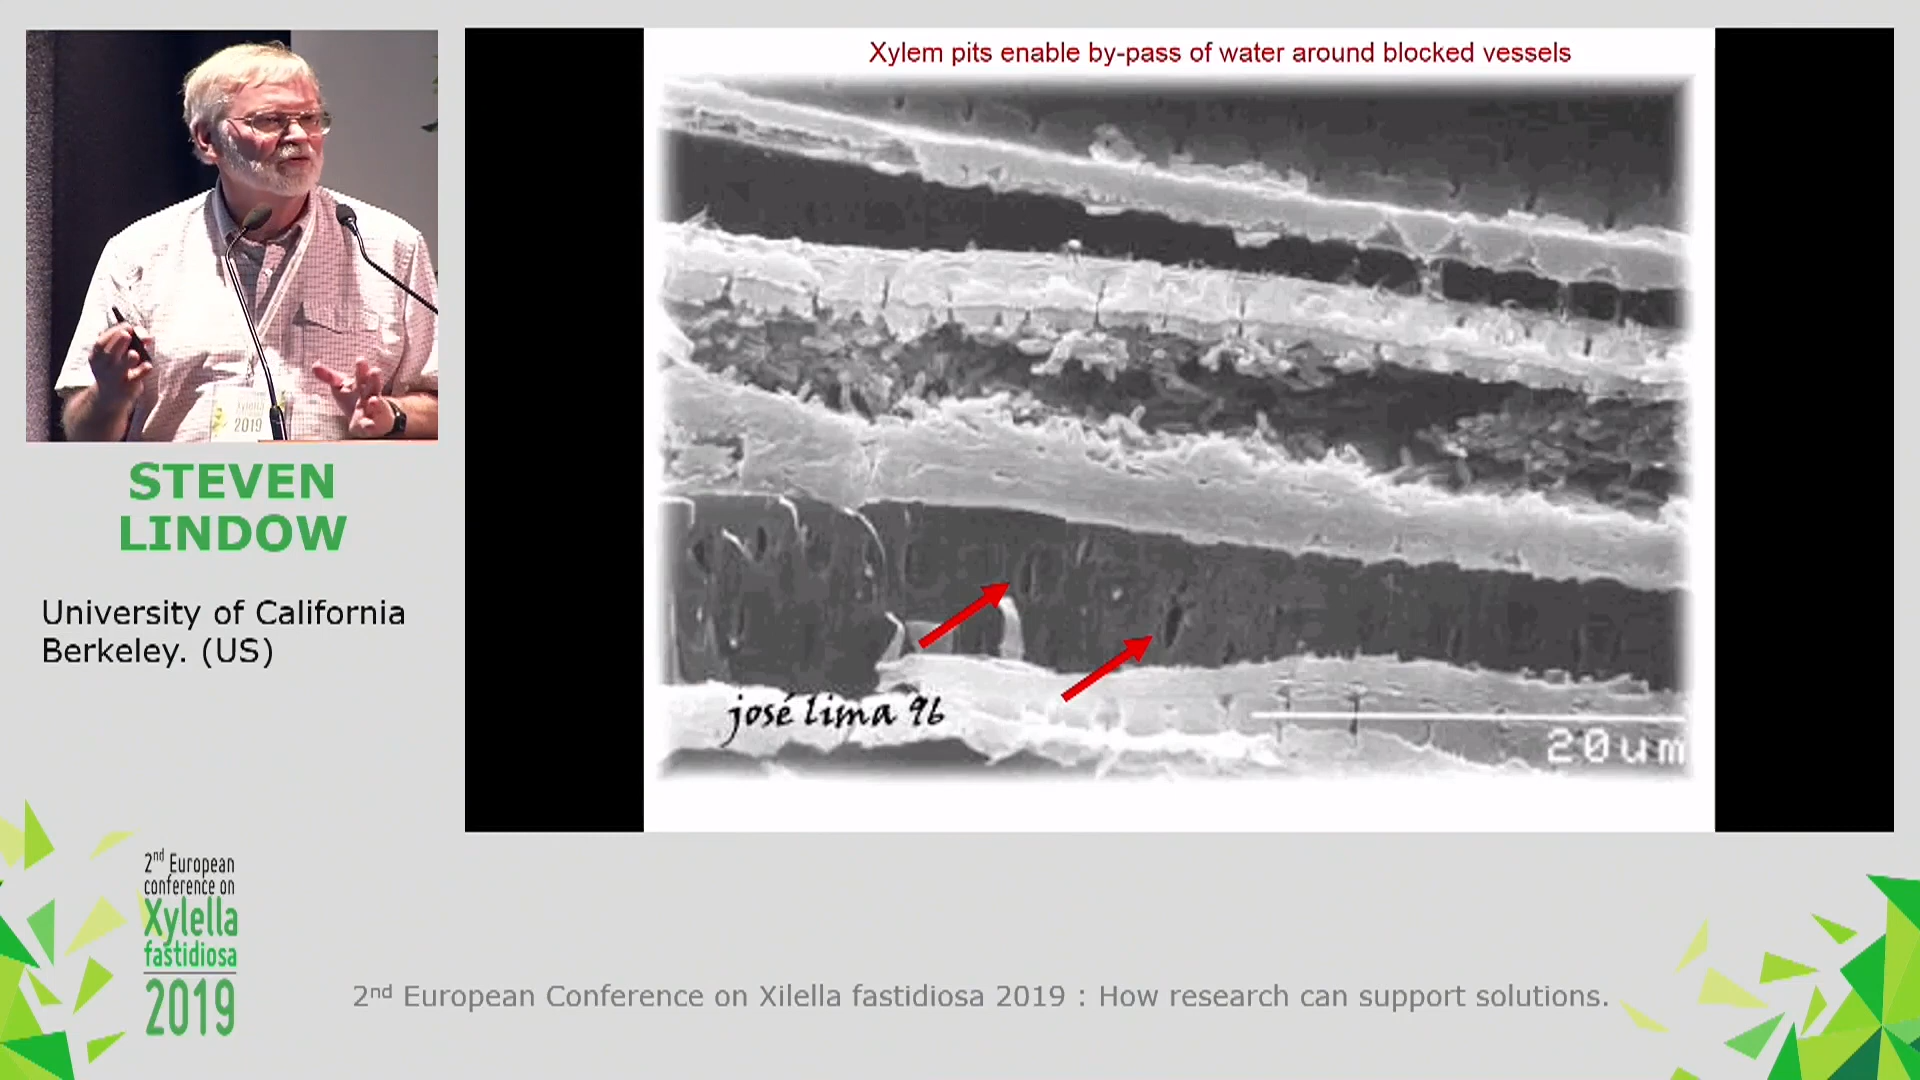 Xylem pits enable by-pass of water around blocked vessels
josé lima 96
20um
Xylella
2019
STEVEN
LINDOW
University of California
Berkeley. (US)
2nd European
conference on
Xylella
fastidiosa
2019
2nd European Conference on Xilella fastidiosa 2019 : How research can support solutions.